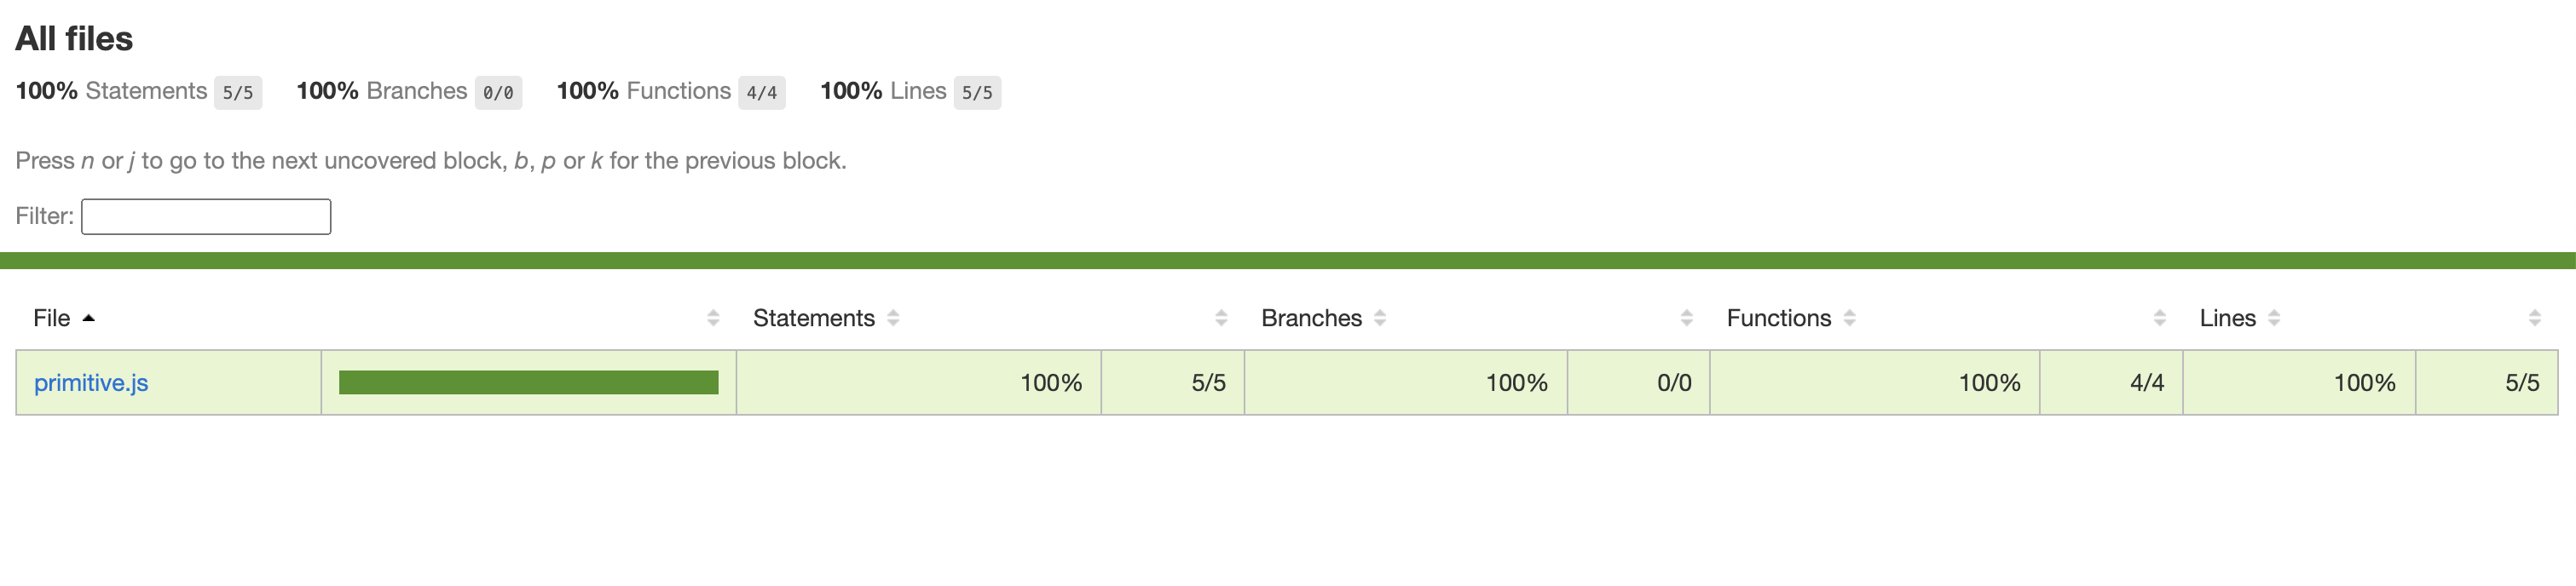 All files
100% Statements 5/5 100% Branches 0/0 100% Functions 4/4 100% Lines 5/5
Press n or j to go to the next uncovered block, b, p or k for the previous block.
Filter:
File Statements Branches Functions Lines
primitive.js 100% 5/5 100% 0/0 100% 4/4 100% 5/5